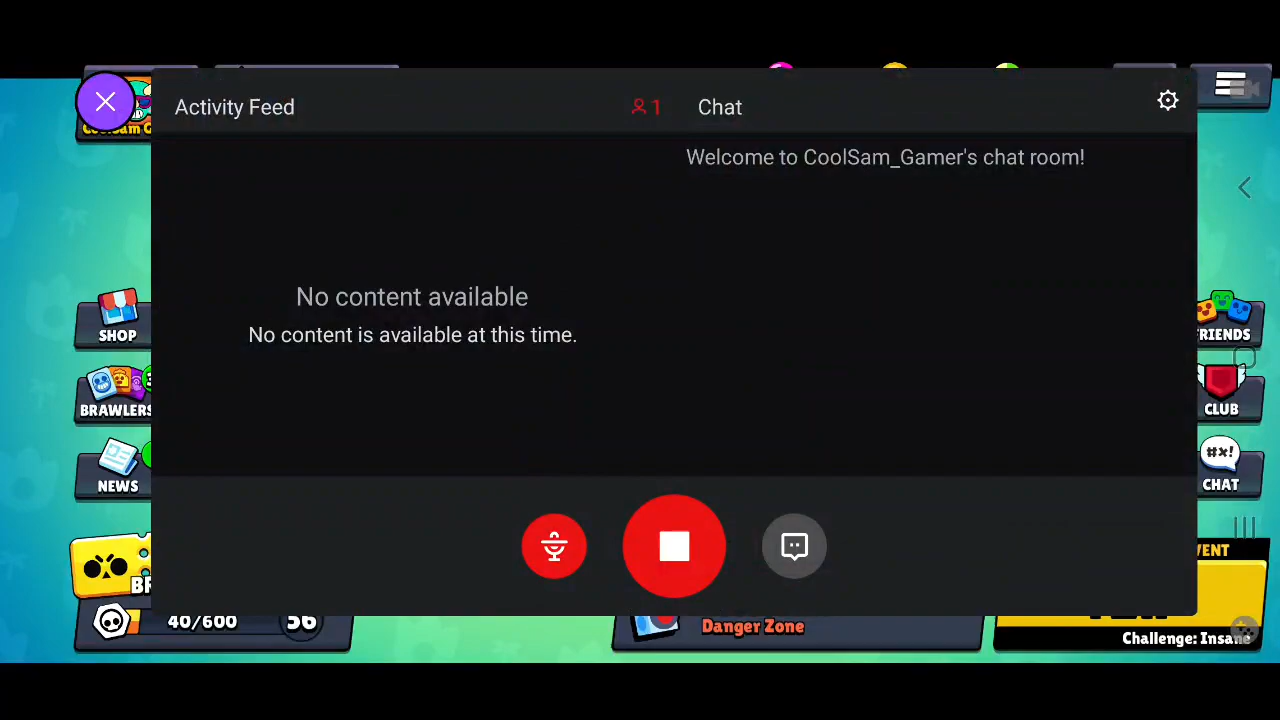 Activity Feed
1
Chat
Welcome to CoolSam_Gamer's chat room!
No content available
No content is available at this time.
SHOP
BRAWLERS
NEWS
FRIENDS
CLUB
#×!
CHAT
40/600
56
Danger Zone
Challenge: Insane